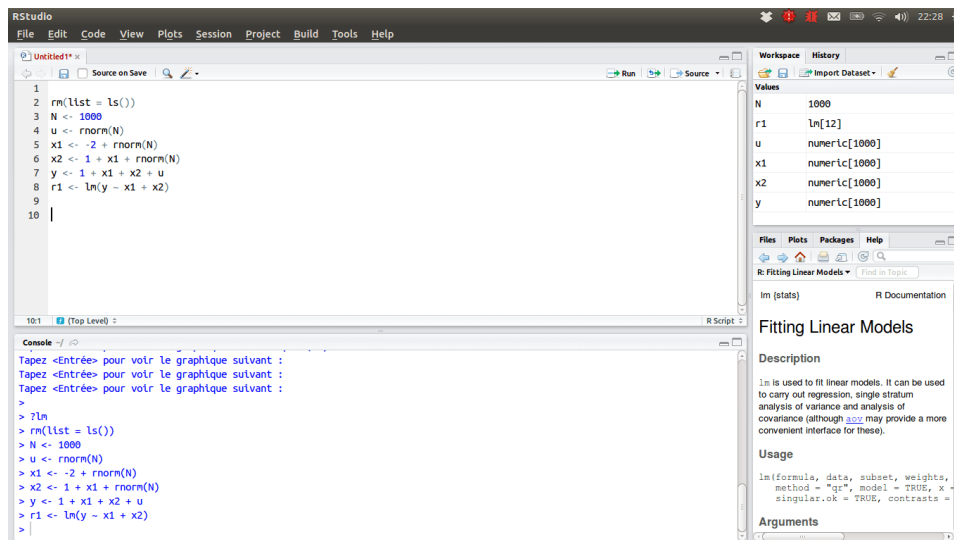 RStudio
22:28
File Edit Code View Plots Session Project Build Tools Help
Untitled1* ×
Source on Save
Run
Source
1
2 rm(list = ls())
3 N <- 1000
4 u <- rnorm(N)
5 x1 <- -2 + rnorm(N)
6 x2 <- 1 + x1 + rnorm(N)
7 y <- 1 + x1 + x2 + u
8 r1 <- lm(y ~ x1 + x2)
9
10
10:1 (Top Level)
R Script
Console ~/
Tapez <Entrée> pour voir le graphique suivant :
Tapez <Entrée> pour voir le graphique suivant :
Tapez <Entrée> pour voir le graphique suivant :
>
> ?lm
> rm(list = ls())
> N <- 1000
> u <- rnorm(N)
> x1 <- -2 + rnorm(N)
> x2 <- 1 + x1 + rnorm(N)
> y <- 1 + x1 + x2 + u
> r1 <- lm(y ~ x1 + x2)
>
Workspace History
Import Dataset
Values
N 1000
r1 lm[12]
u numeric[1000]
x1 numeric[1000]
x2 numeric[1000]
y numeric[1000]
Files Plots Packages Help
R: Fitting Linear Models
Find in Topic
lm {stats} R Documentation
Fitting Linear Models
Description
lm is used to fit linear models. It can be used
to carry out regression, single stratum
analysis of variance and analysis of
covariance (although aov may provide a more
convenient interface for these).
Usage
lm(formula, data, subset, weights,
method = "qr", model = TRUE, x =
singular.ok = TRUE, contrasts =
Arguments